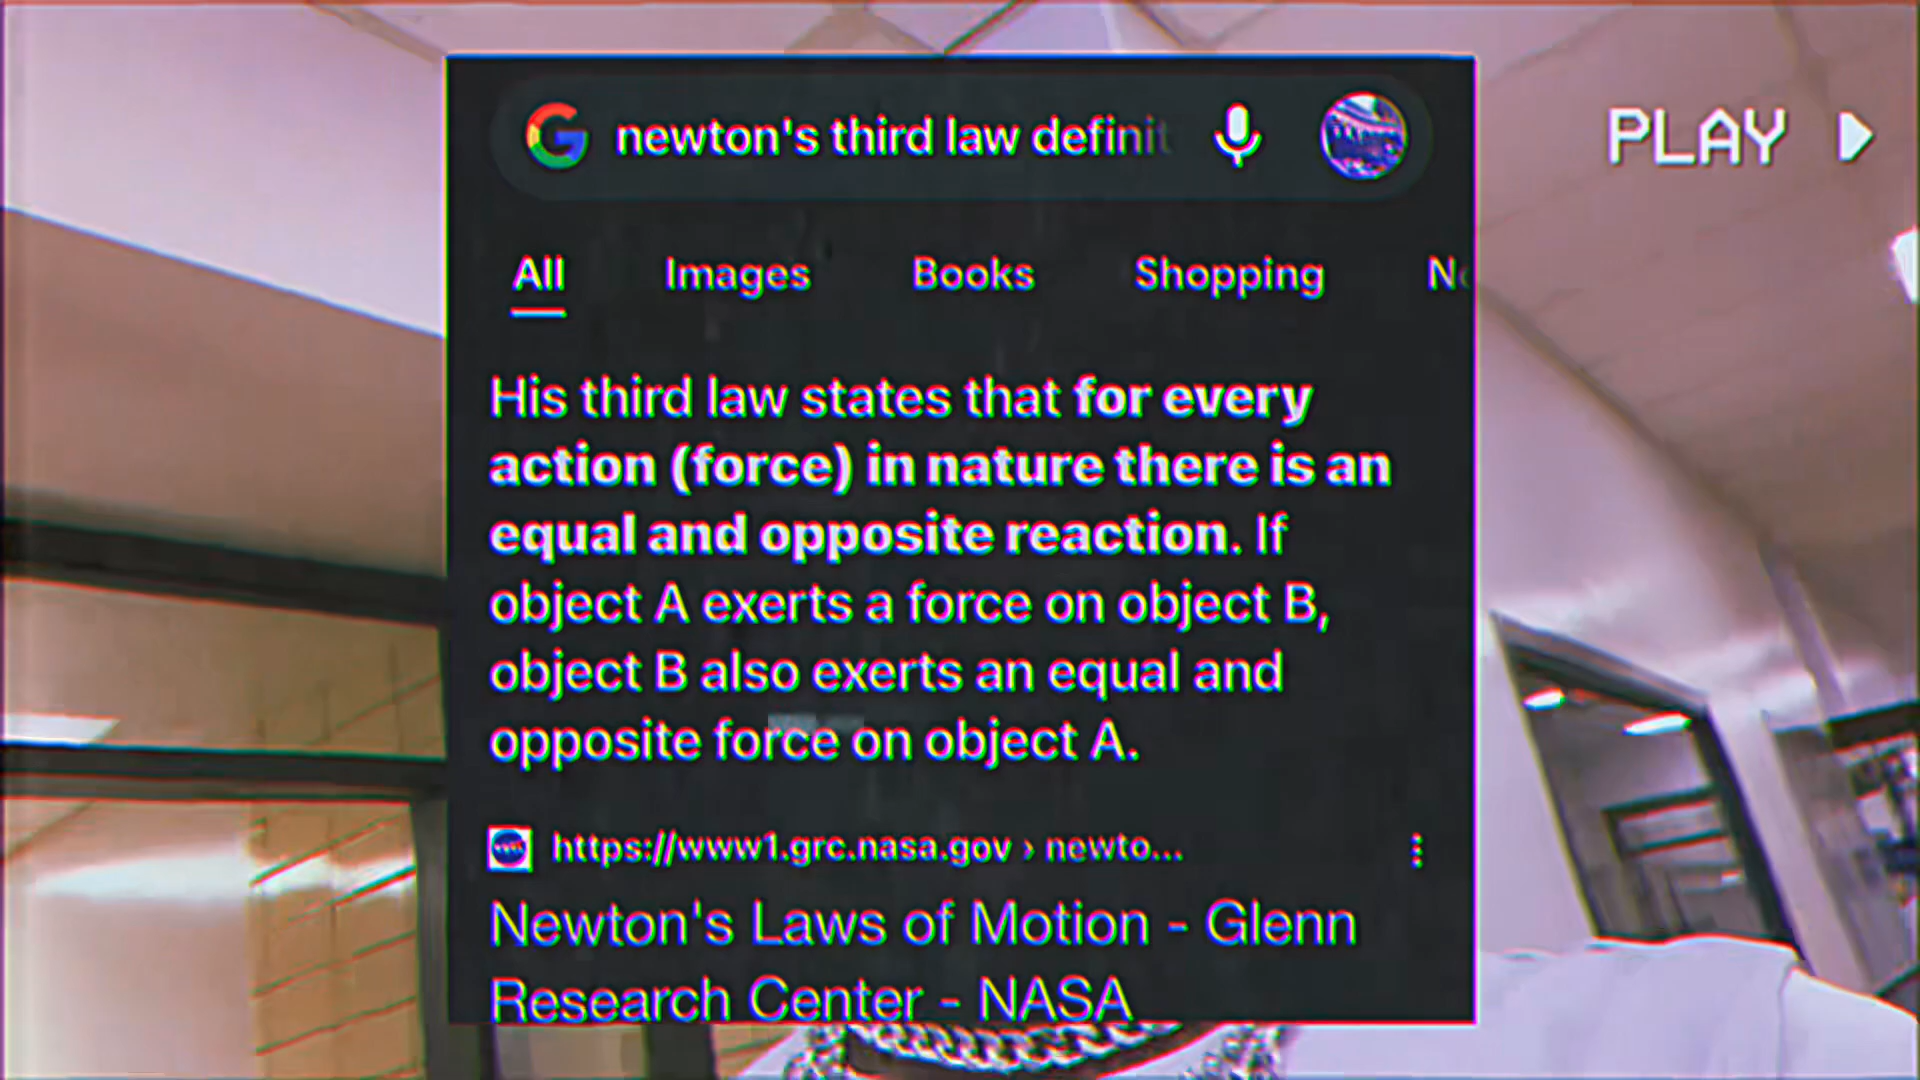 newton's third law definit
PLAY
All Images Books Shopping
His third law states that for every
action (force) in nature there is an
equal and opposite reaction. If
object A exerts a force on object B,
object B also exerts an equal and
opposite force on object A.
https://www1.grc.nasa.gov › newto...
Newton's Laws of Motion - Glenn
Research Center - NASA